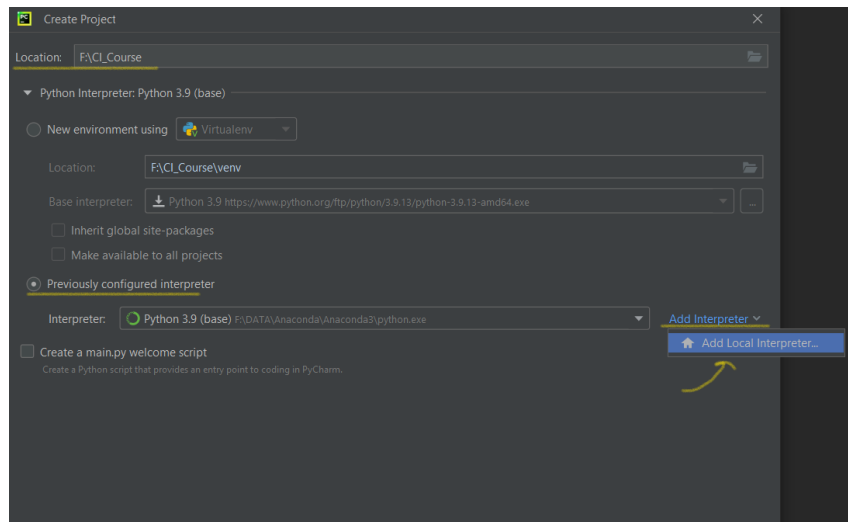 Create Project
Location: F:\CI_Course
Python Interpreter: Python 3.9 (base)
New environment using Virtualenv
Location: F:\CI_Course\venv
Base interpreter: Python 3.9 https://www.python.org/ftp/python/3.9.13/python-3.9.13-amd64.exe ...
Inherit global site-packages
Make available to all projects
Previously configured interpreter
Interpreter: Python 3.9 (base) F:\DATA\Anaconda\Anaconda3\python.exe Add Interpreter
Add Local Interpreter...
Create a main.py welcome script
Create a Python script that provides an entry point to coding in PyCharm.